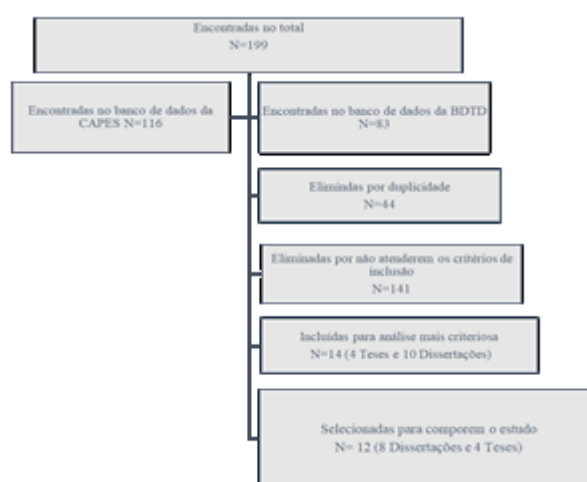 Encontradas no total
N=199
Encontradas no banco de dados da
CAPES N=116
Encontradas no banco de dados da BDTD
N=83
Elimindas por duplicidade
N=44
Eliminadas por não atenderem os critérios de
inclusão
N=141
Incluídas para análise mais criteriosa
N=14 (4 Teses e 10 Dissertações)
Selecionadas para comporem o estudo
N= 12 (8 Dissertações e 4 Teses)